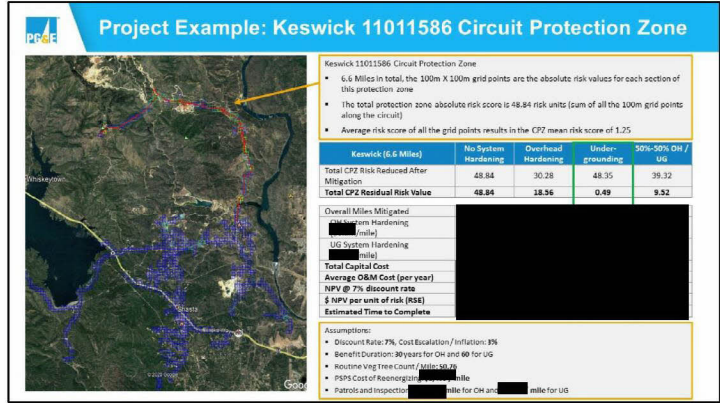 PG&E
Project Example: Keswick 11011586 Circuit Protection Zone
Keswick 11011586 Circuit Protection Zone
▪ 6.6 Miles in total, the 100m X 100m grid points are the absolute risk values for each section of
this protection zone
▪ The total protection zone absolute risk is 48.84 risk units (sum of all the 100m grid points
along the circuit)
▪ Average risk score of all the grid points results in the CPZ mean risk score of 1.25
Keswick (6.6 Miles) No System Hardening Overhead Hardening Under-grounding 50%-50% OH / UG
Total CPZ Risk Reduced After Mitigation 48.84 30.28 48.35 39.32
Total CPZ Residual Risk Value 48.84 18.56 0.49 9.52
Overall Miles Mitigated
OH System Hardening
/mile)
UG System Hardening
mile)
Total Capital Cost
Average O&M Cost (per year)
NPV @ 7% discount rate
$ NPV per unit of risk (RSE)
Estimated Time to Complete
Assumptions:
▪ Discount Rate: 7%, Cost Escalation / Inflation: 3%
▪ Benefit Duration: 30 years for OH and 60 for UG
▪ Routine Veg Tree Count / Mile: 50.76
▪ PSPS Cost of Reenergizing mile
▪ Patrols and Inspection mile for OH and mile for UG
Whiskeytown
Shasta
Goo